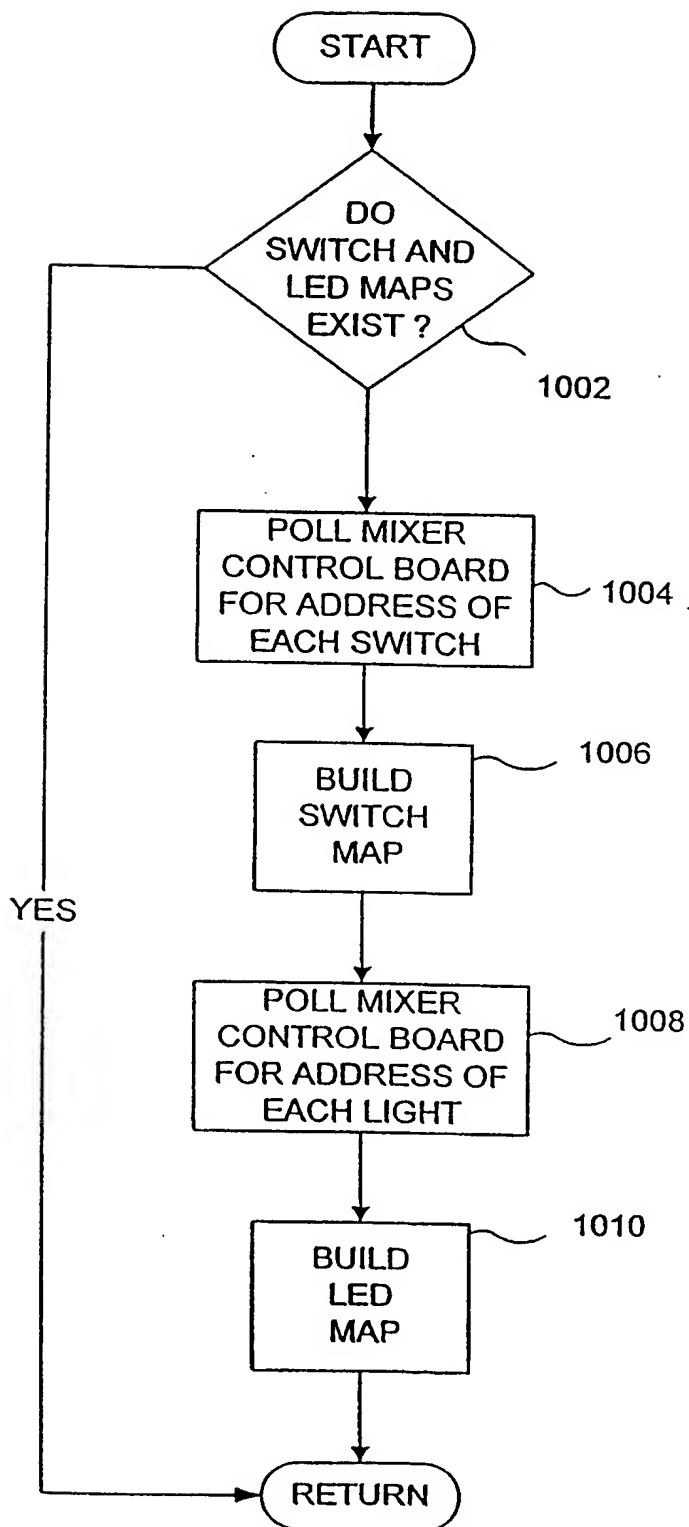 START
DO
SWITCH AND
LED MAPS
EXIST ?
1002
POLL MIXER
CONTROL BOARD
FOR ADDRESS OF
EACH SWITCH
1004
BUILD
SWITCH
MAP
1006
YES
POLL MIXER
CONTROL BOARD
FOR ADDRESS OF
EACH LIGHT
1008
BUILD
LED
MAP
1010
RETURN